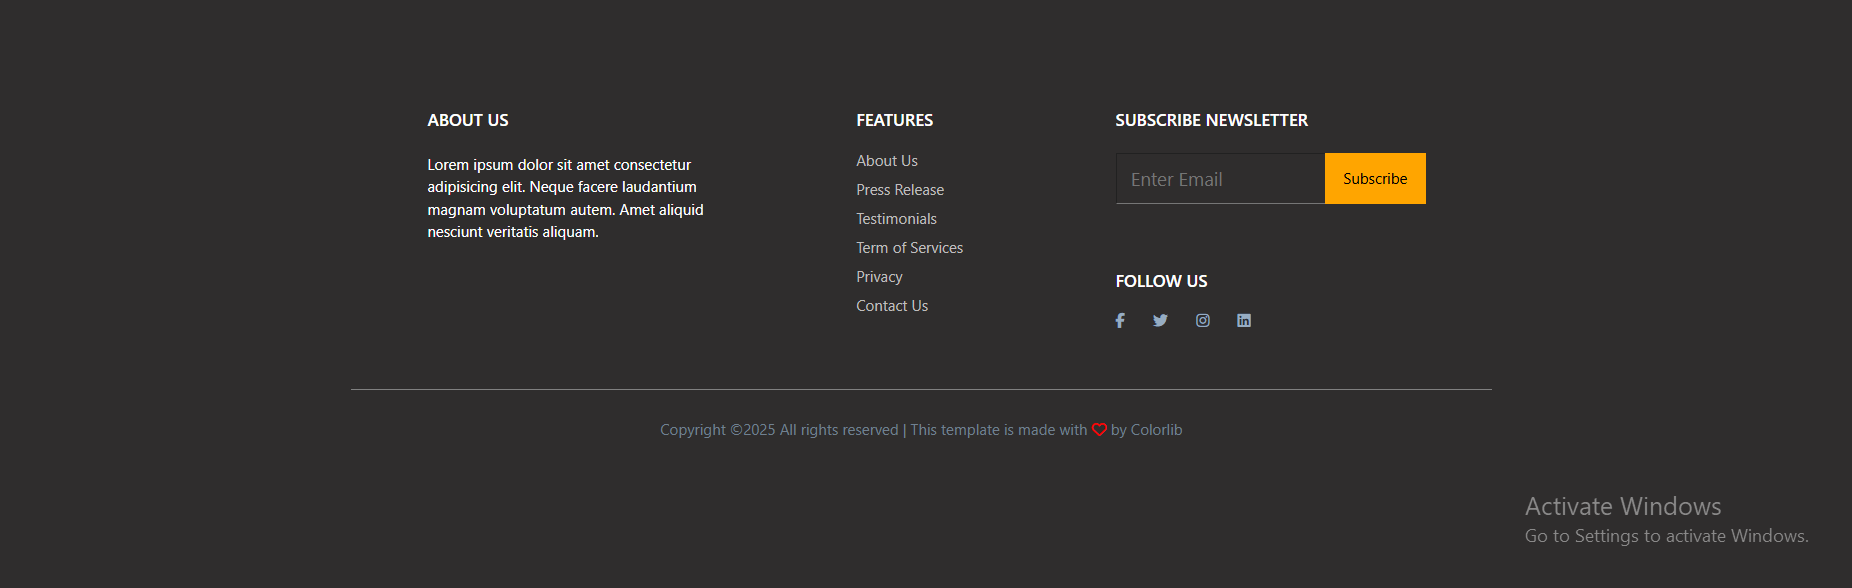 ABOUT US
Lorem ipsum dolor sit amet consectetur
adipisicing elit. Neque facere laudantium
magnam voluptatum autem. Amet aliquid
nesciunt veritatis aliquam.
FEATURES
About Us
Press Release
Testimonials
Term of Services
Privacy
Contact Us
SUBSCRIBE NEWSLETTER
Enter Email
Subscribe
FOLLOW US
Copyright ©2025 All rights reserved | This template is made with by Colorlib
Activate Windows
Go to Settings to activate Windows.